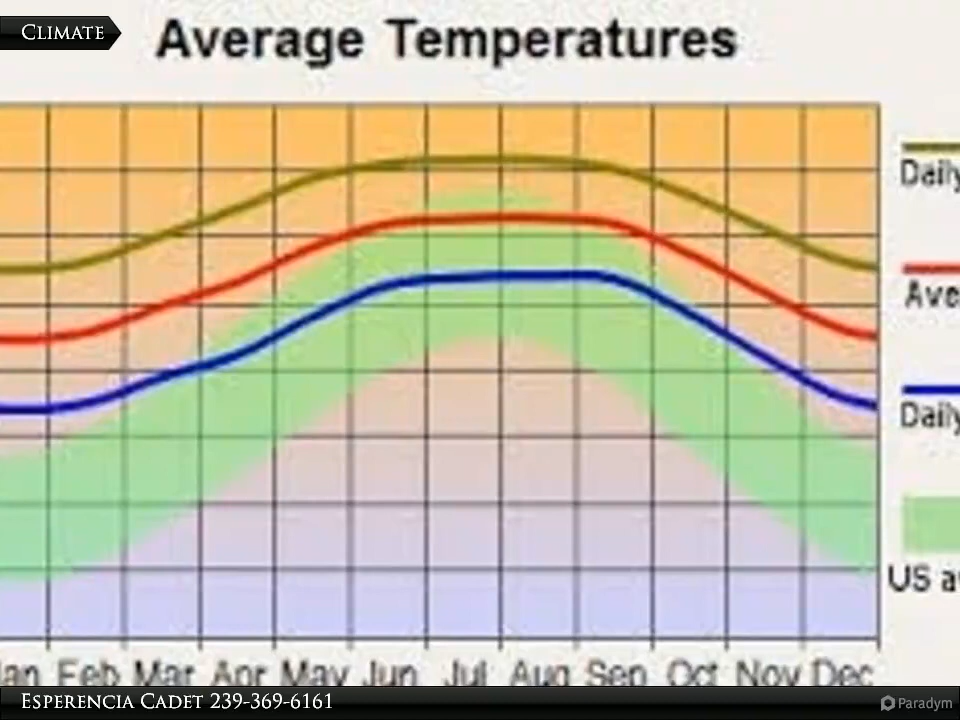 CLIMATE
Average Temperatures
Daily
Ave
Daily
US a
an Feb Mar Apr May Jun Jul Aug Sep Oct Nov Dec
ESPERENCIA CADET 239-369-6161
Paradym